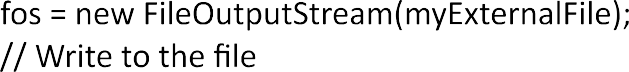 fos = new FileOutputStream(myExternalFile);
// Write to the file